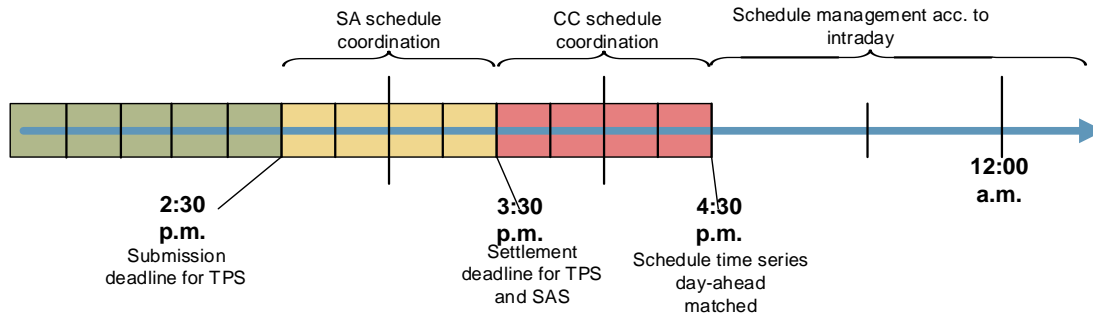 SA schedule
coordination
CC schedule
coordination
Schedule management acc. to
intraday
2:30
p.m.
Submission
deadline for TPS
3:30
p.m.
Settlement
deadline for TPS
and SAS
4:30
p.m.
Schedule time series
day-ahead
matched
12:00
a.m.